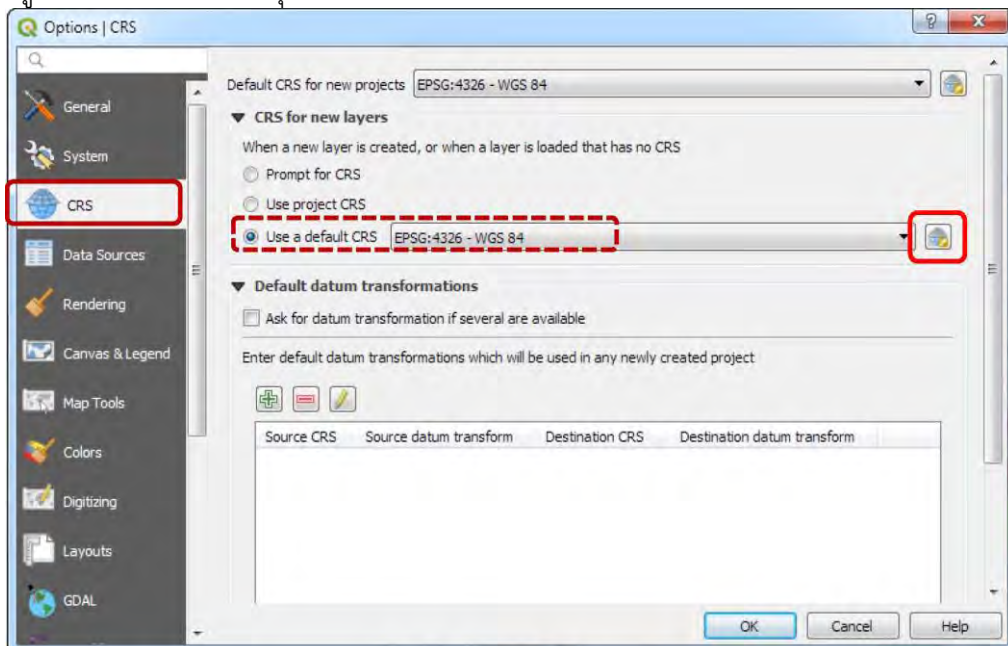 Options | CRS
Default CRS for new projects EPSG:4326 - WGS 84
General
CRS for new layers
When a new layer is created, or when a layer is loaded that has no CRS
System
Prompt for CRS
Use project CRS
CRS
Use a default CRS EPSG:4326 - WGS 84
Data Sources
Default datum transformations
Rendering
Ask for datum transformation if several are available
Canvas & Legend
Enter default datum transformations which will be used in any newly created project
Map Tools
Source CRS Source datum transform Destination CRS Destination datum transform
Colors
Digitizing
Layouts
GDAL
OK Cancel Help